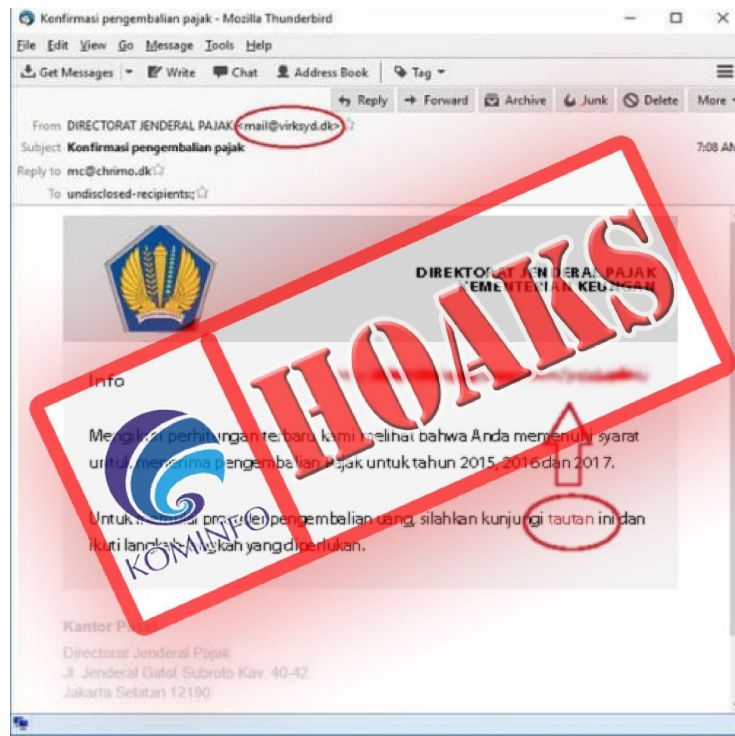 Konfirmasi pengembalian pajak - Mozilla Thunderbird
File Edit View Go Message Tools Help
Get Messages Write Chat Address Book Tag
Reply Forward Archive Junk Delete More
From DIRECTORAT JENDERAL PAJAK <mail@virksyd.dk>
Subject Konfirmasi pengembalian pajak 7:08 AM
Reply to mc@chrimo.dk
To undisclosed-recipients:;
DIREKTORAT JENDERAL PAJAK
KEMENTERIAN KEUNGAN
HOAKS
Info
Mengikuti perhitungan terbaru kami melihat bahwa Anda memenuhi syarat
untuk menerima pengembalian Pajak untuk tahun 2015, 2016 dan 2017.
Untuk memulai prosedur pengembalian uang, silahkan kunjungi tautan ini dan
ikuti langkah-langkah yang diperlukan.
KOMINFO
Kantor Pusat
Directorat Jenderal Pajak
Jl. Jenderal Gatot Subroto Kav. 40-42
Jakarta Selatan 12190